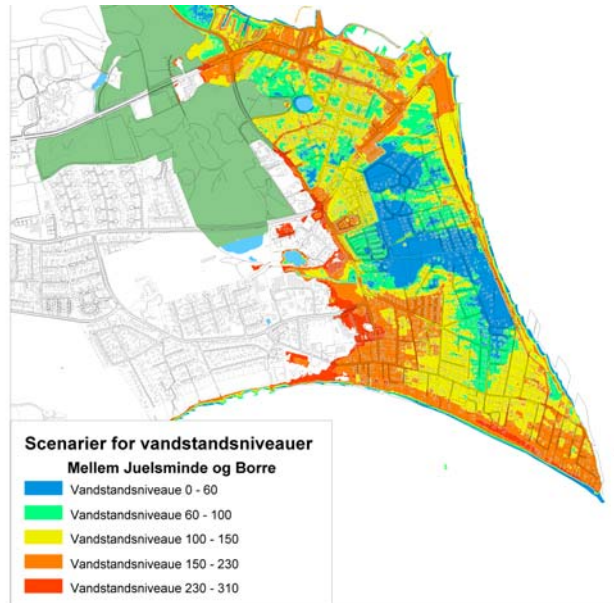 Scenarier for vandstandsniveauer
Mellem Juelsminde og Borre
Vandstandsniveaue 0 - 60
Vandstandsniveaue 60 - 100
Vandstandsniveaue 100 - 150
Vandstandsniveaue 150 - 230
Vandstandsniveaue 230 - 310